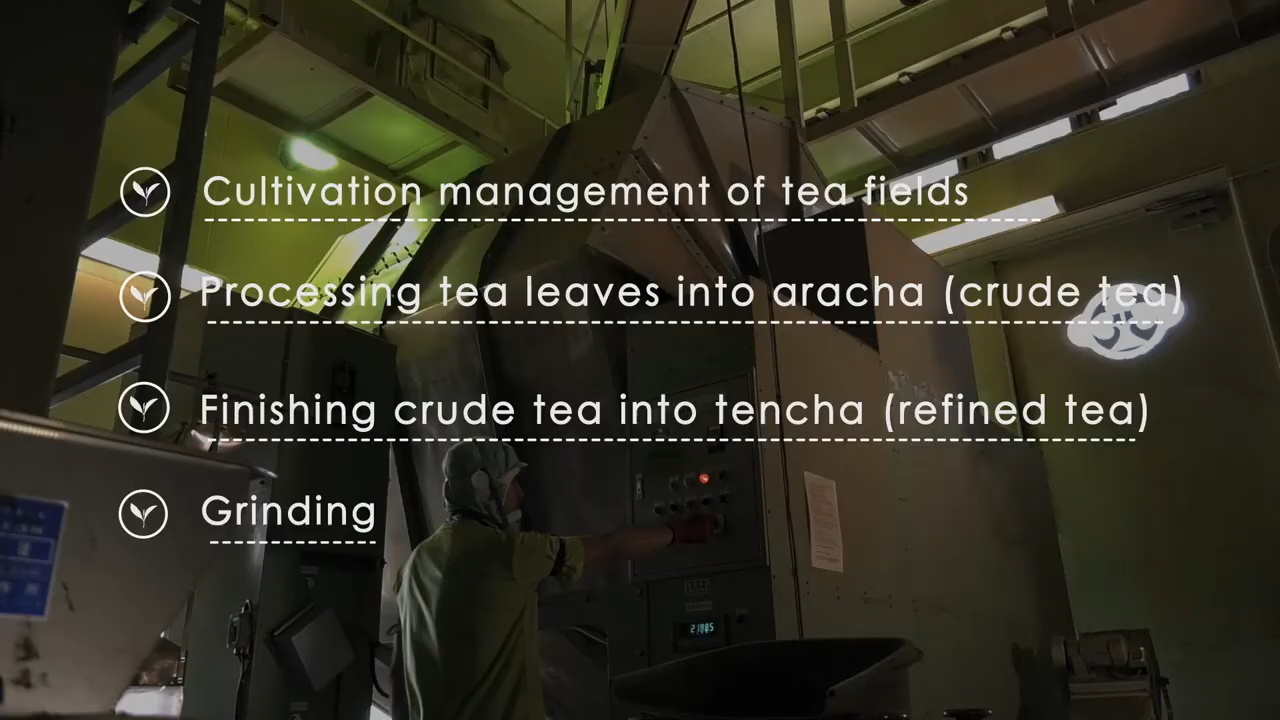 Cultivation management of tea fields
Processing tea leaves into aracha (crude tea)
Finishing crude tea into tencha (refined tea)
Grinding